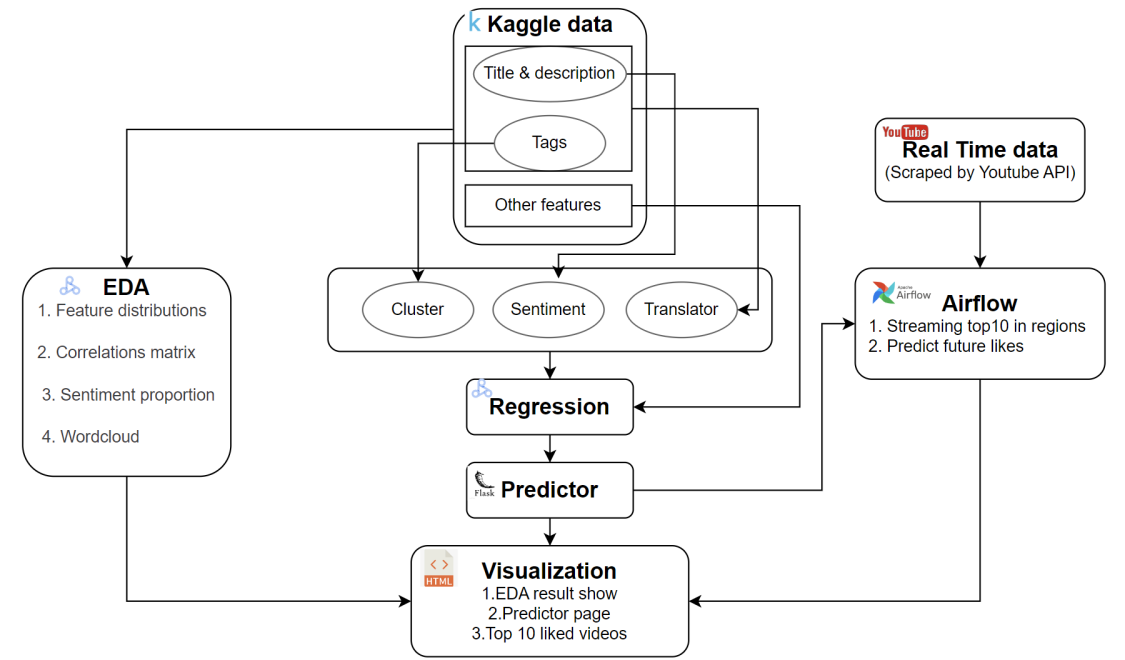 k Kaggle data
Title & description
Tags
Other features
YouTube
Real Time data
(Scraped by Youtube API)
EDA
1. Feature distributions
2. Correlations matrix
3. Sentiment proportion
4. Wordcloud
Cluster
Sentiment
Translator
Apache
Airflow
Airflow
1. Streaming top10 in regions
2. Predict future likes
Regression
Flask
Predictor
HTML
Visualization
1.EDA result show
2.Predictor page
3.Top 10 liked videos